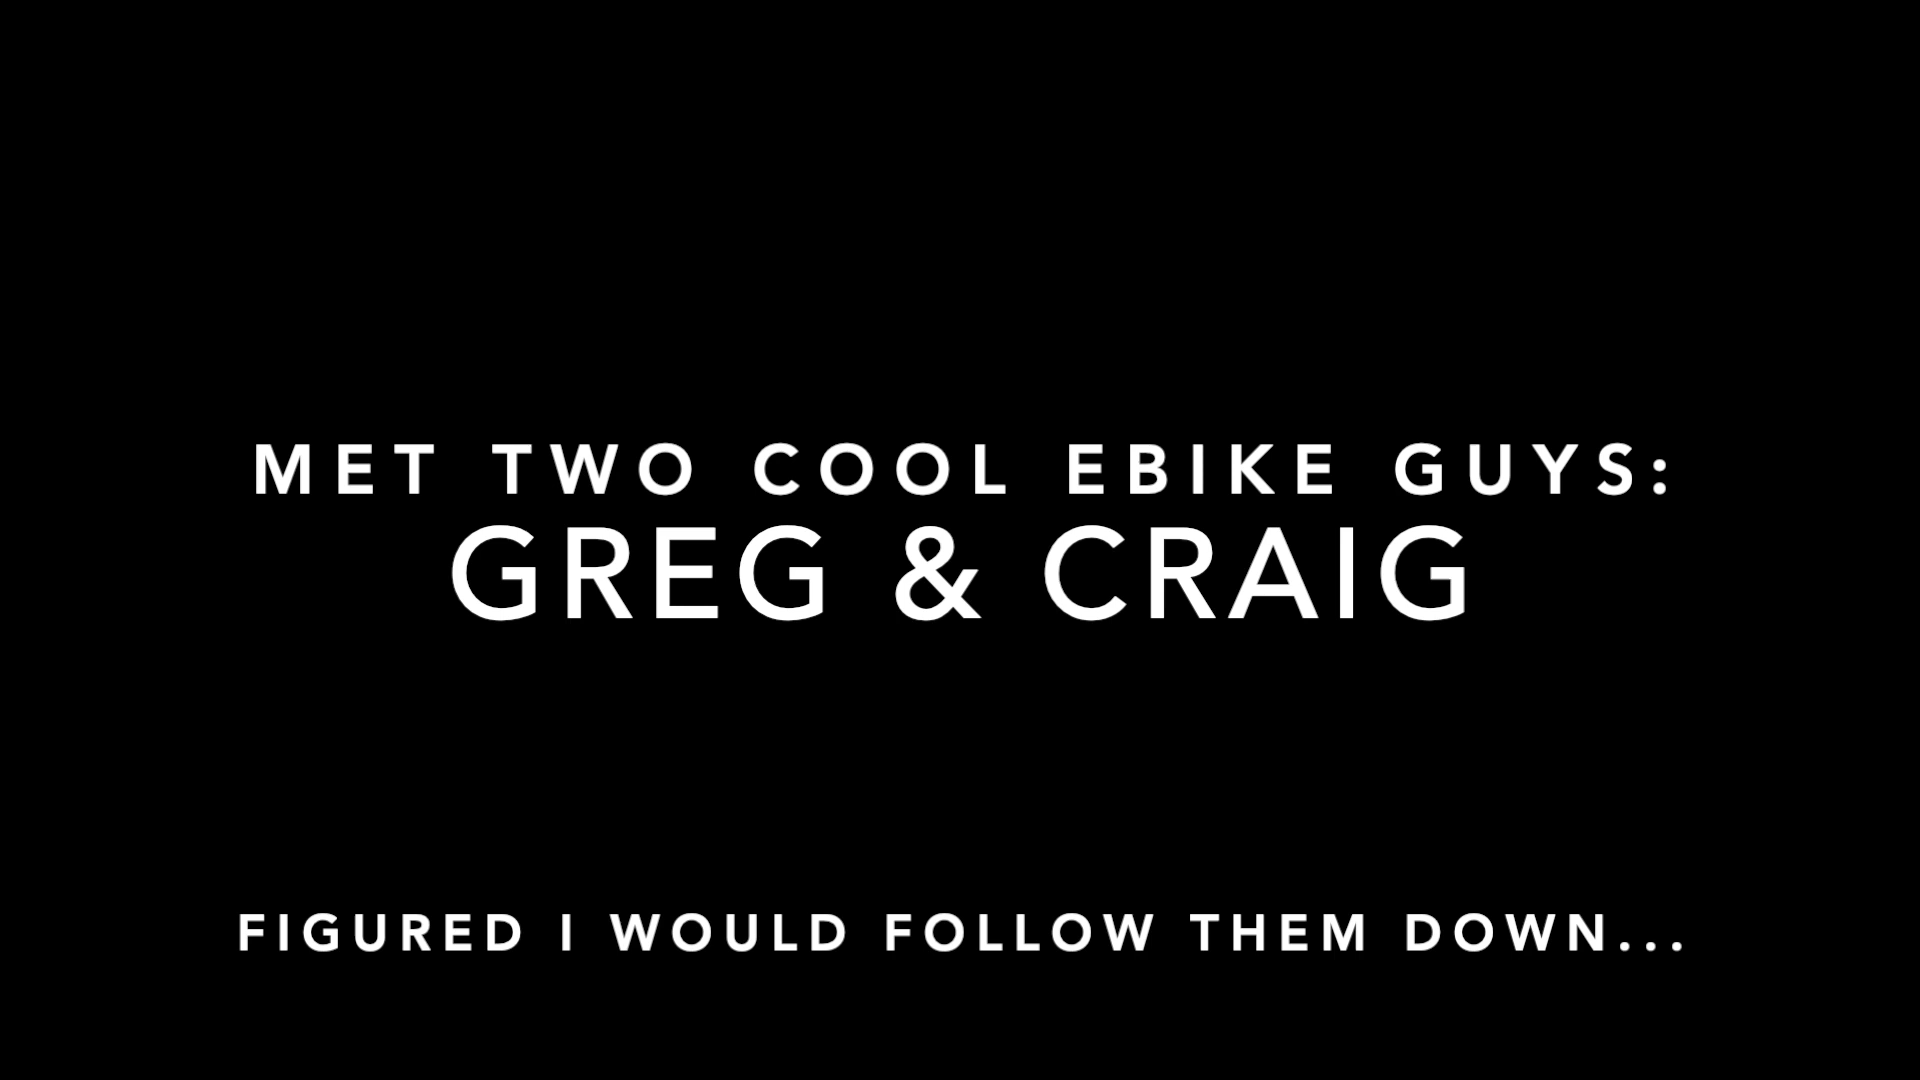 MET TWO COOL EBIKE GUYS:
GREG & CRAIG
FIGURED I WOULD FOLLOW THEM DOWN...